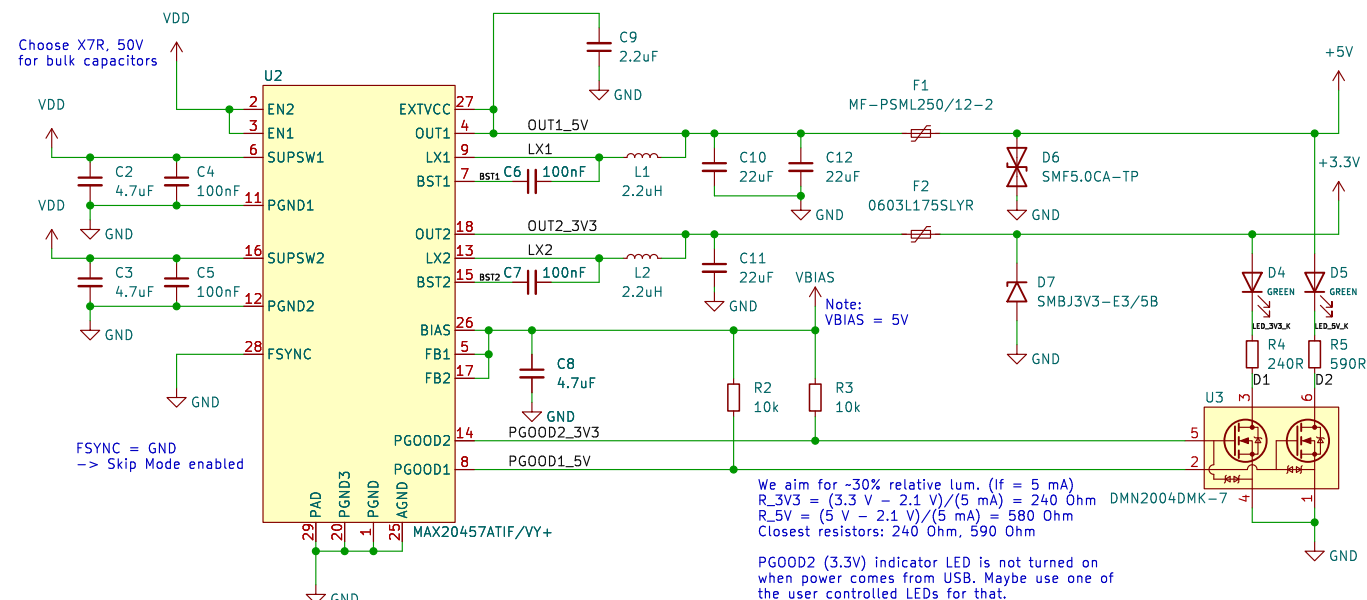 VDD
Choose X7R, 50V
for bulk capacitors
U2
C9
2.2uF
GND
+5V
F1
MF-PSML250/12-2
VDD
2
EN2
EXTVCC
27
3
EN1
OUT1
4
OUT1_5V
6
SUPSW1
LX1
9
LX1
C2
4.7uF
C4
100nF
BST1
7
BST1
C6
100nF
L1
2.2uH
C10
22uF
C12
22uF
D6
SMF5.0CA-TP
+3.3V
F2
0603L175SLYR
VDD
11
PGND1
GND
GND
GND
OUT2
18
OUT2_3V3
16
SUPSW2
LX2
13
LX2
C3
4.7uF
C5
100nF
BST2
15
BST2
C7
100nF
L2
2.2uH
C11
22uF
VBIAS
D7
SMBJ3V3-E3/5B
D4
GREEN
D5
GREEN
12
PGND2
GND
GND
Note:
VBIAS = 5V
BIAS
26
LED_3V3_K
LED_5V_K
28
FSYNC
FB1
5
FB2
17
C8
4.7uF
GND
R4
240R
R5
590R
D1
D2
R2
10k
R3
10k
GND
GND
U3
3
6
PGOOD2
14
PGOOD2_3V3
5
FSYNC = GND
-> Skip Mode enabled
PGOOD1
8
PGOOD1_5V
2
PAD
PGND3
PGND
AGND
29
20
1
25
MAX20457ATIF/VY+
We aim for ~30% relative lum. (If = 5 mA)
R_3V3 = (3.3 V - 2.1 V)/(5 mA) = 240 Ohm
R_5V = (5 V - 2.1 V)/(5 mA) = 580 Ohm
Closest resistors: 240 Ohm, 590 Ohm
DMN2004DMK-7
4
1
GND
PGOOD2 (3.3V) indicator LED is not turned on
when power comes from USB. Maybe use one of
the user controlled LEDs for that.
GND